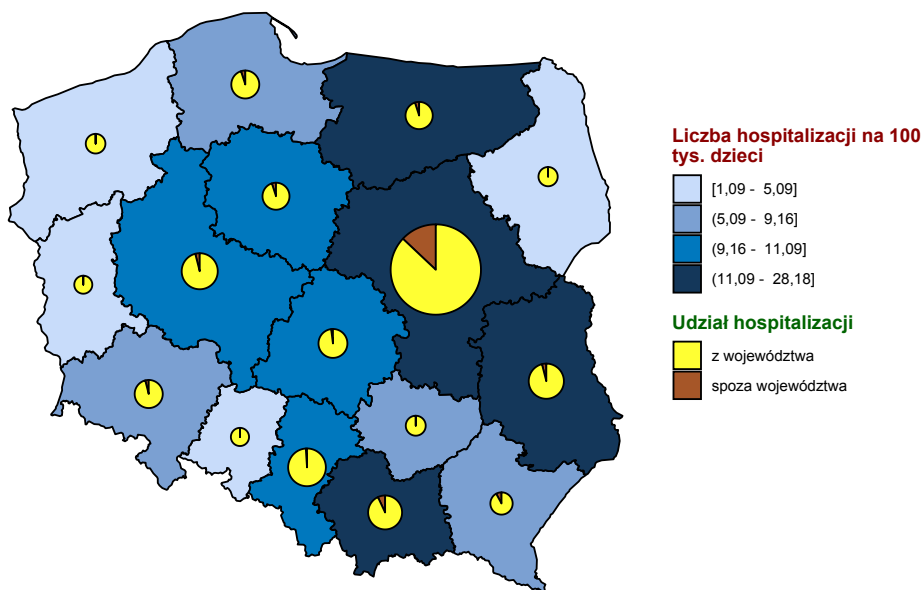 Liczba hospitalizacji na 100
tys. dzieci
[1,09 - 5,09]
(5,09 - 9,16]
(9,16 - 11,09]
(11,09 - 28,18]
Udział hospitalizacji
z województwa
spoza województwa